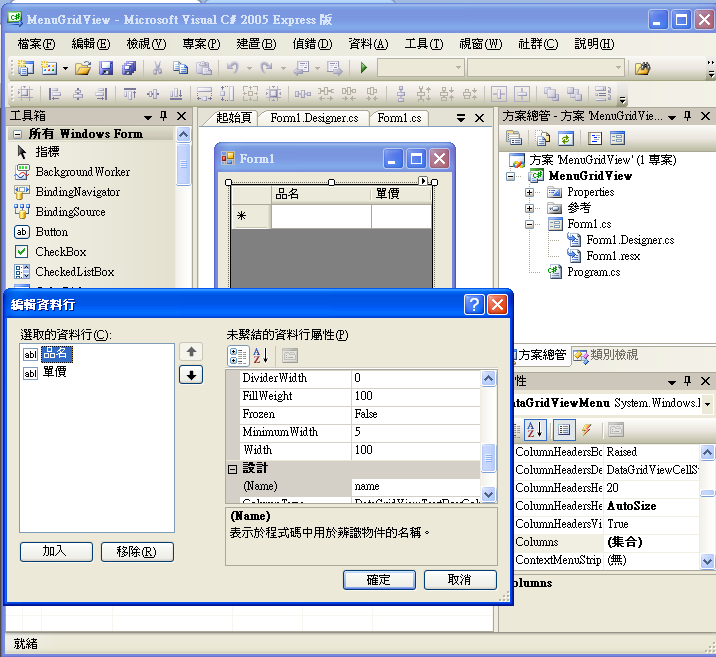 MenuGridView - Microsoft Visual C# 2005 Express 版
檔案(F) 編輯(E) 檢視(V) 專案(P) 建置(B) 偵錯(D) 資料(A) 工具(T) 視窗(W) 社群(C) 說明(H)
工具箱
所有 Windows Form
指標
BackgroundWorker
BindingNavigator
BindingSource
Button
CheckBox
CheckedListBox
起始頁 Form1.Designer.cs Form1.cs
Form1
品名 單價
方案總管 - 方案 'MenuGridVie...
方案 'MenuGridView' (1 專案)
MenuGridView
Properties
參考
Form1.cs
Form1.Designer.cs
Form1.resx
Program.cs
方案總管 類別檢視
編輯資料行
選取的資料行(C):
品名
單價
加入 移除(R)
未繫結的資料行屬性(P)
DividerWidth 0
FillWeight 100
Frozen False
MinimumWidth 5
Width 100
設計
(Name) name
(Name)
表示於程式碼中用於辨識物件的名稱。
確定 取消
性
ataGridViewMenu System.Windows.
ColumnHeadersBo Raised
ColumnHeadersDe DataGridViewCellS
ColumnHeadersHe 20
ColumnHeadersHe AutoSize
ColumnHeadersVi True
Columns (集合)
ContextMenuStrip (無)
olumns
就緒